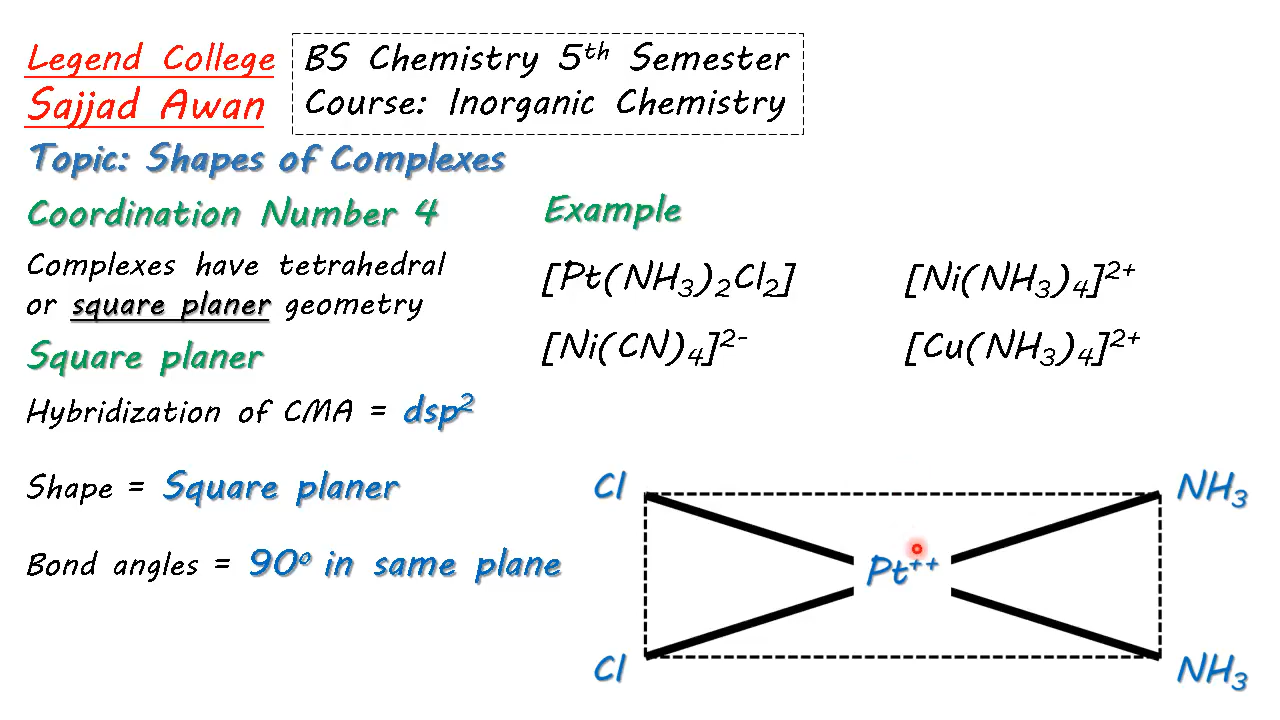 Legend College
Sajjad Awan
BS Chemistry 5th Semester
Course: Inorganic Chemistry
Topic: Shapes of Complexes
Coordination Number 4
Complexes have tetrahedral
or square planer geometry
Square planer
Hybridization of CMA = dsp²
Shape = Square planer
Bond angles = 90° in same plane
Example
[Pt(NH₃)₂Cl₂]
[Ni(NH₃)₄]²⁺
[Ni(CN)₄]²⁻
[Cu(NH₃)₄]²⁺
Cl
NH₃
Pt⁺⁺
Cl
NH₃